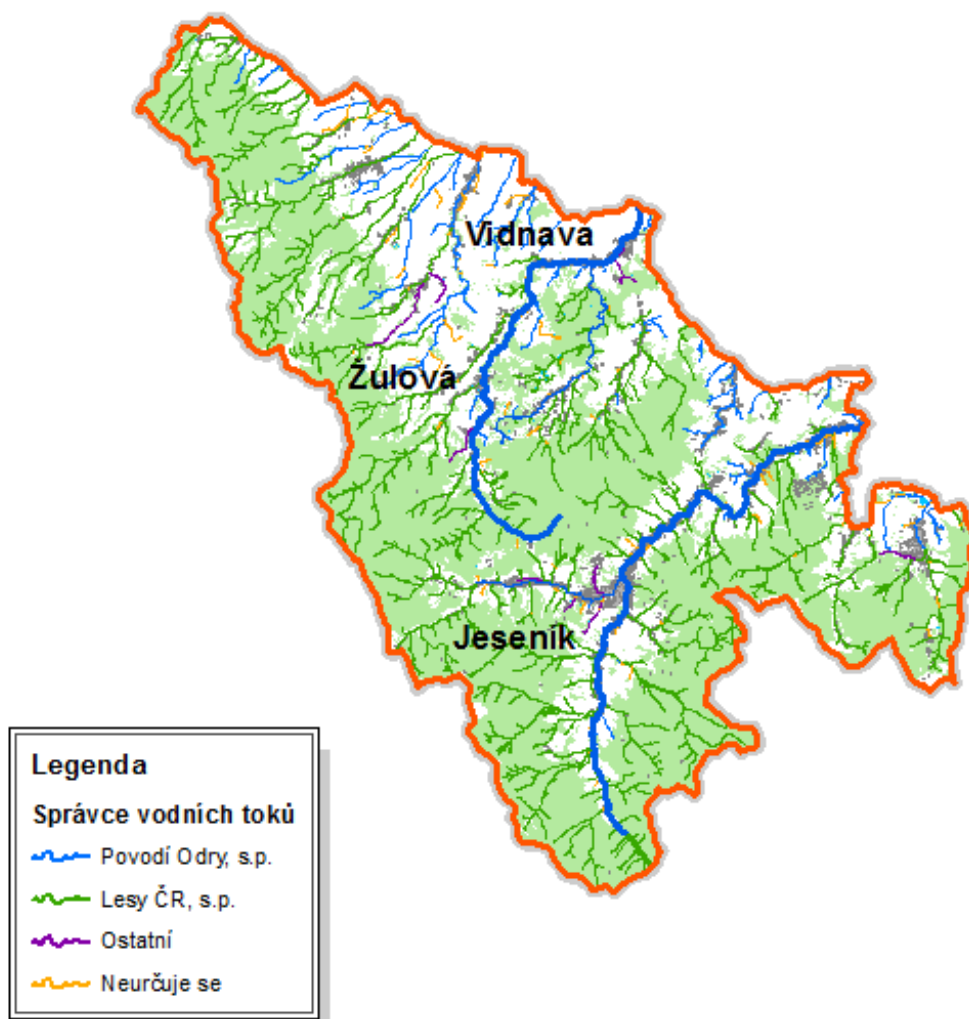 Vidnava
Žulová
Jeseník
Legenda
Správce vodních toků
Povodí Odry, s.p.
Lesy ČR, s.p.
Ostatní
Neurčuje se